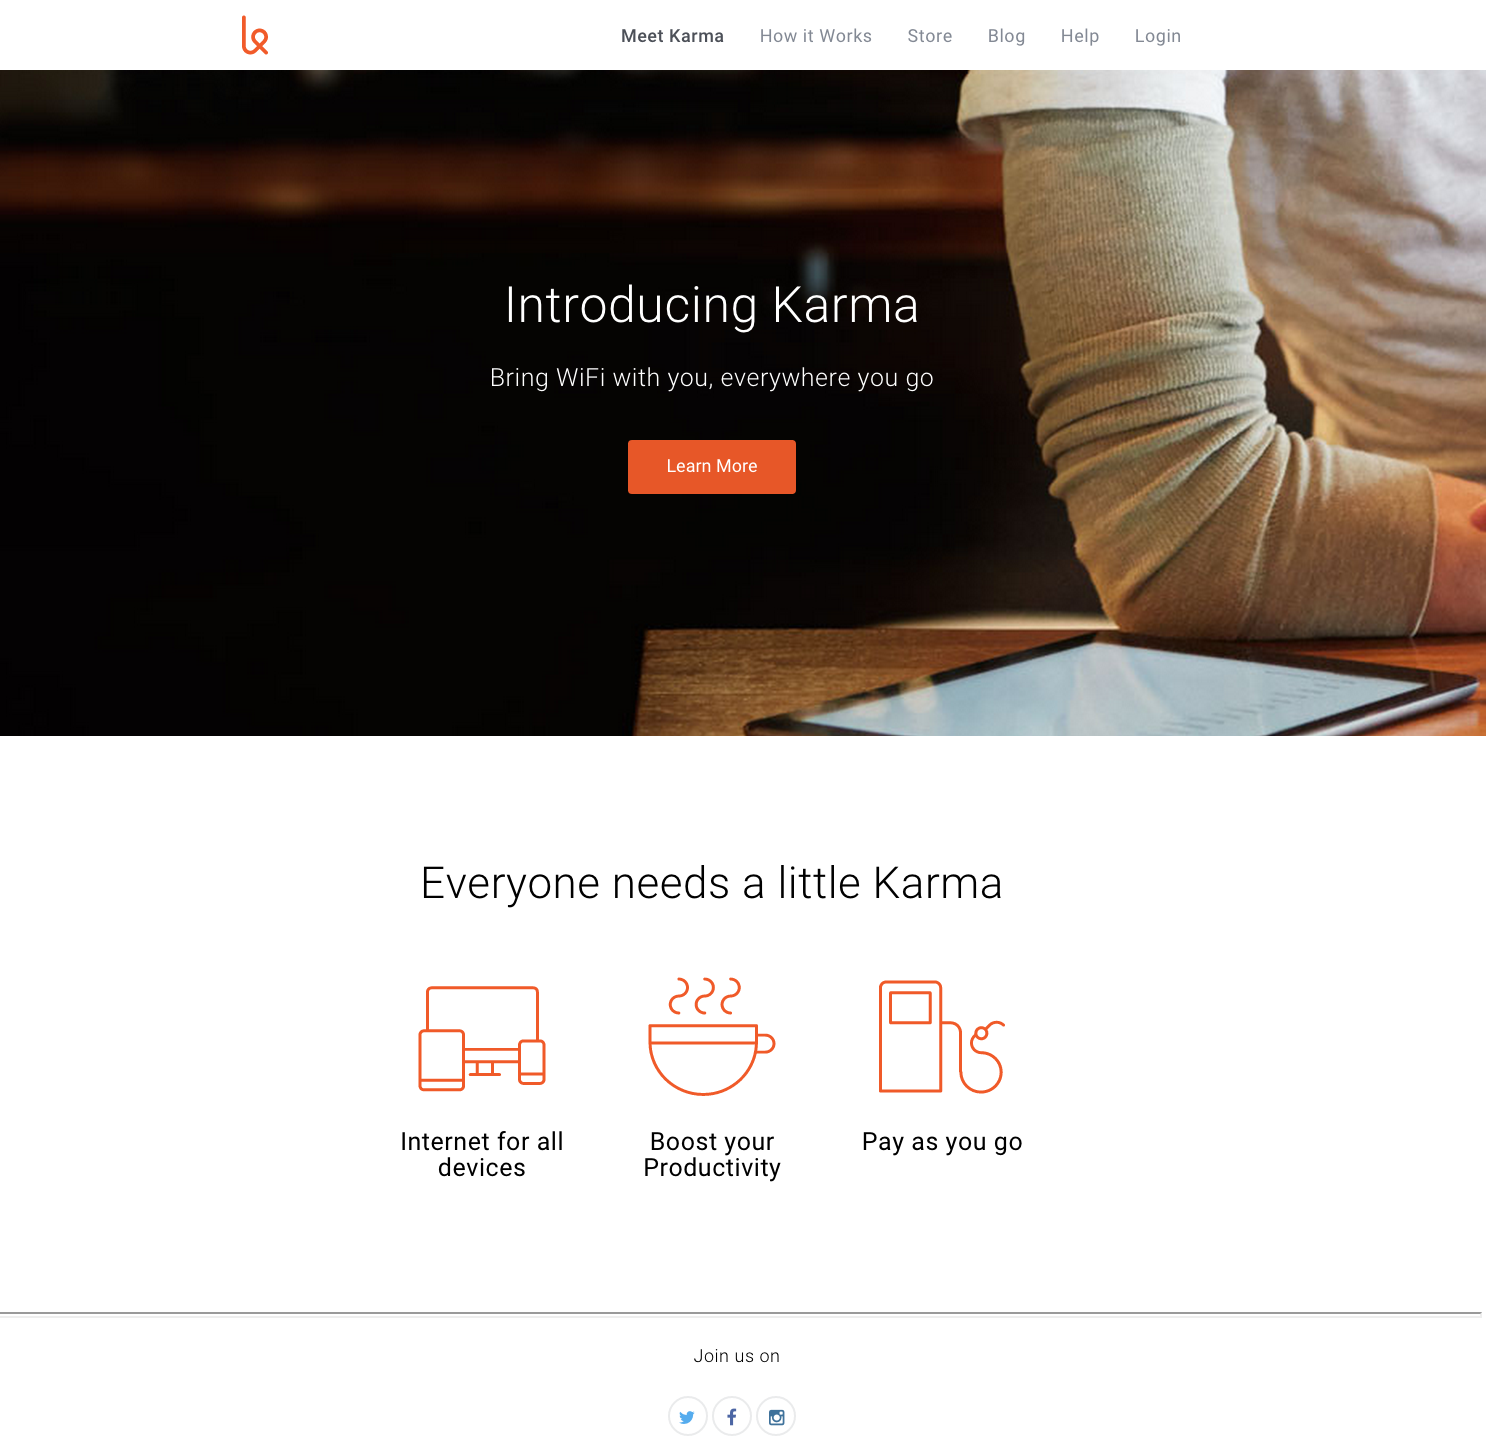 Meet Karma How it Works Store Blog Help Login
Introducing Karma
Bring WiFi with you, everywhere you go
Learn More
Everyone needs a little Karma
Internet for all
devices
Boost your
Productivity
Pay as you go
Join us on